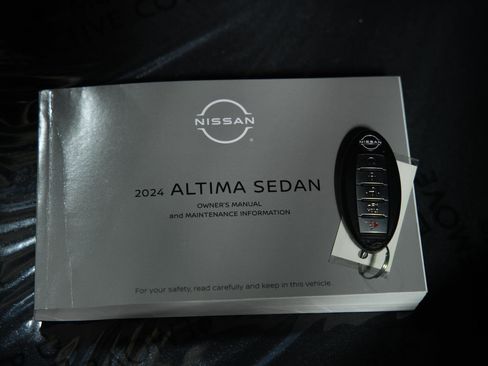 NISSAN
2024 ALTIMA SEDAN
OWNER'S MANUAL
and MAINTENANCE INFORMATION
For your safety, read carefully and keep in this vehicle.